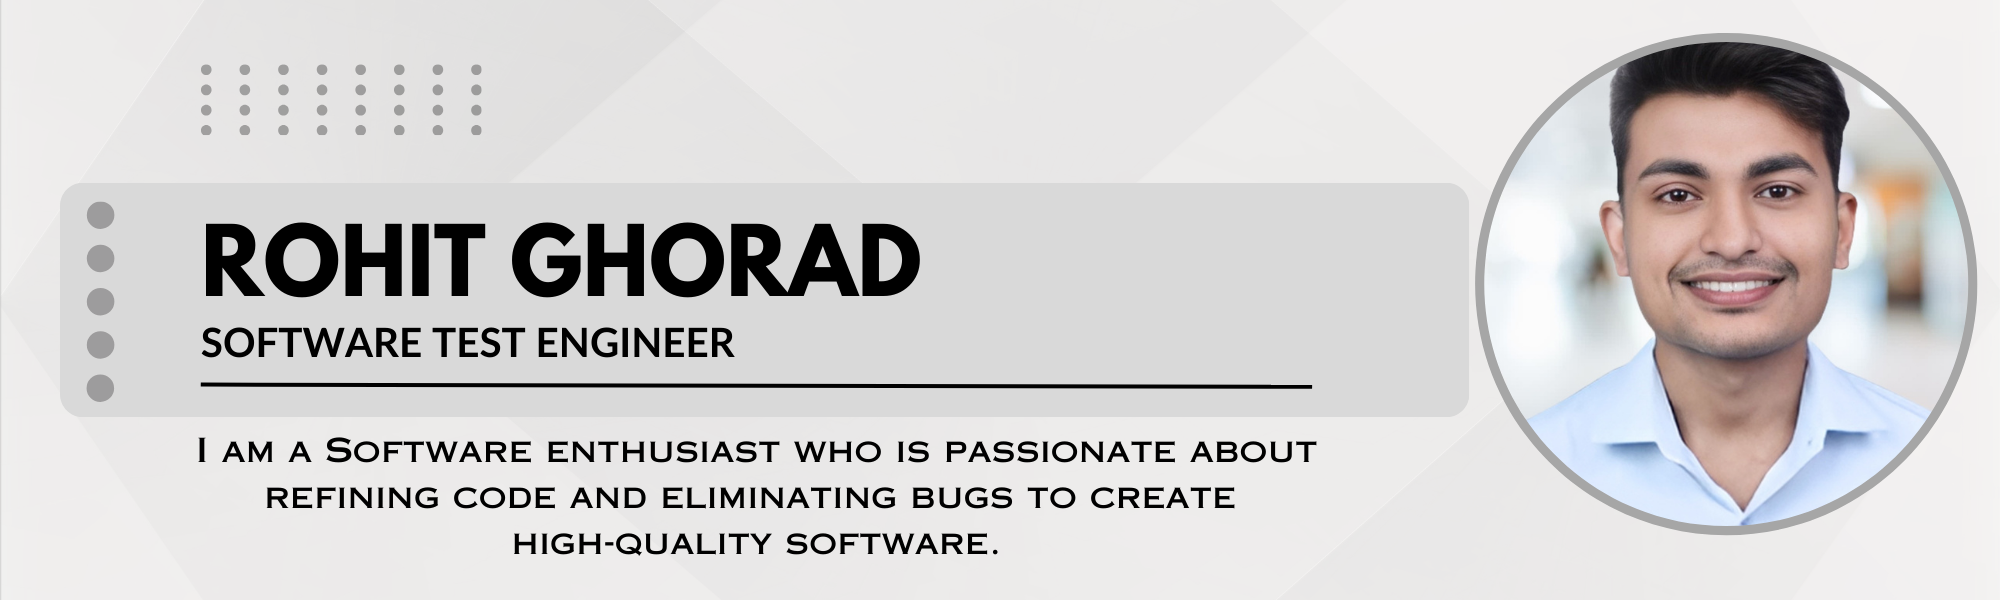 ROHIT GHORAD
SOFTWARE TEST ENGINEER
I am a Software enthusiast who is passionate about
refining code and eliminating bugs to create
high-quality software.